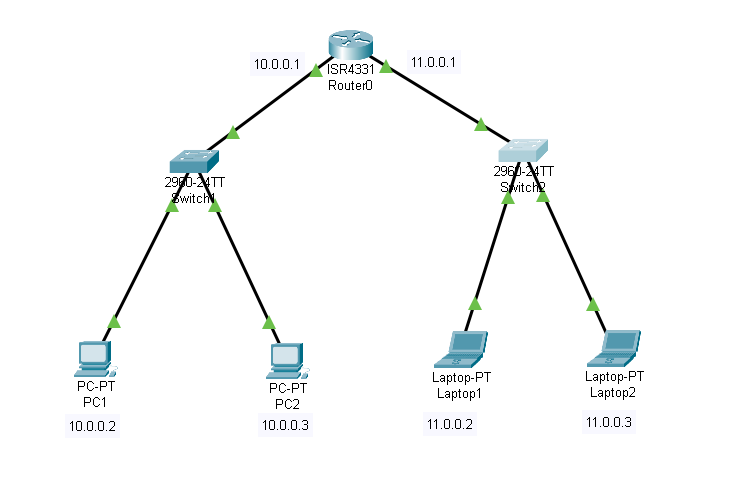 10.0.0.1
11.0.0.1
ISR4331
Router0
2960-24TT
Switch1
2960-24TT
Switch2
PC-PT
PC1
PC-PT
PC2
Laptop-PT
Laptop1
Laptop-PT
Laptop2
10.0.0.2
10.0.0.3
11.0.0.2
11.0.0.3